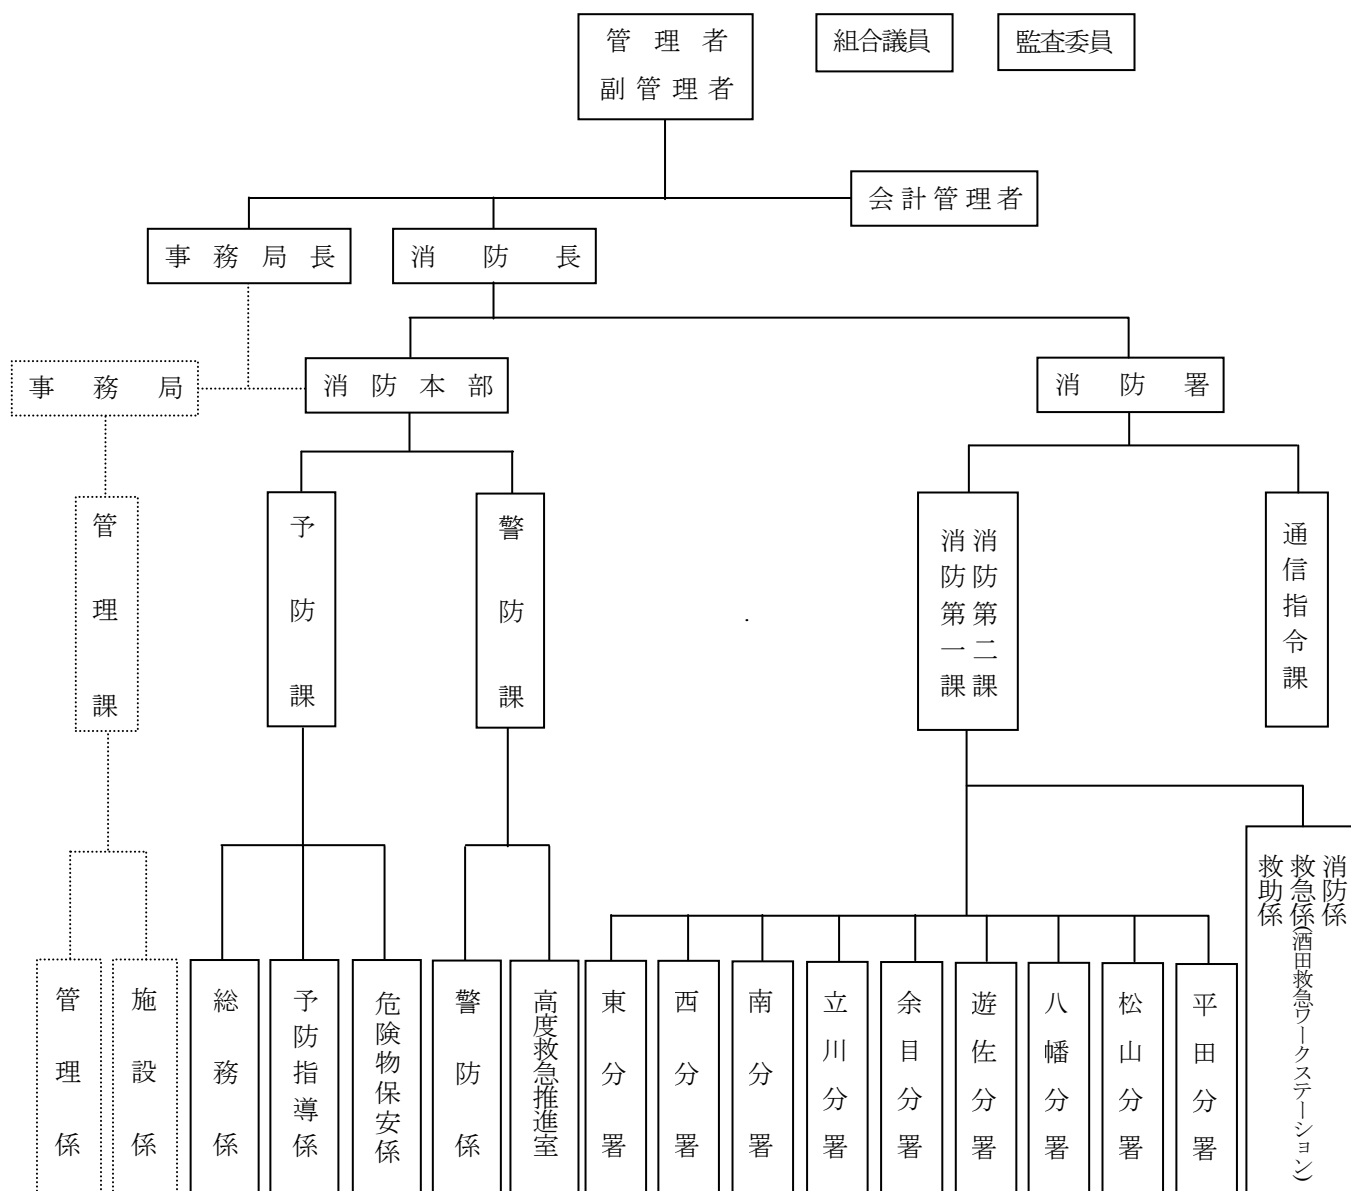 管理者
副管理者
組合議員
監査委員
会計管理者
事務局長
消防長
事務局
消防本部
消防署
管理課
予防課
警防課
消防第二課
消防第一課
通信指令課
消防係
救急係(酒田救急ワークステーション)
救助係
管理係
施設係
総務係
予防指導係
危険物保安係
警防係
高度救急推進室
東分署
西分署
南分署
立川分署
余目分署
遊佐分署
八幡分署
松山分署
平田分署